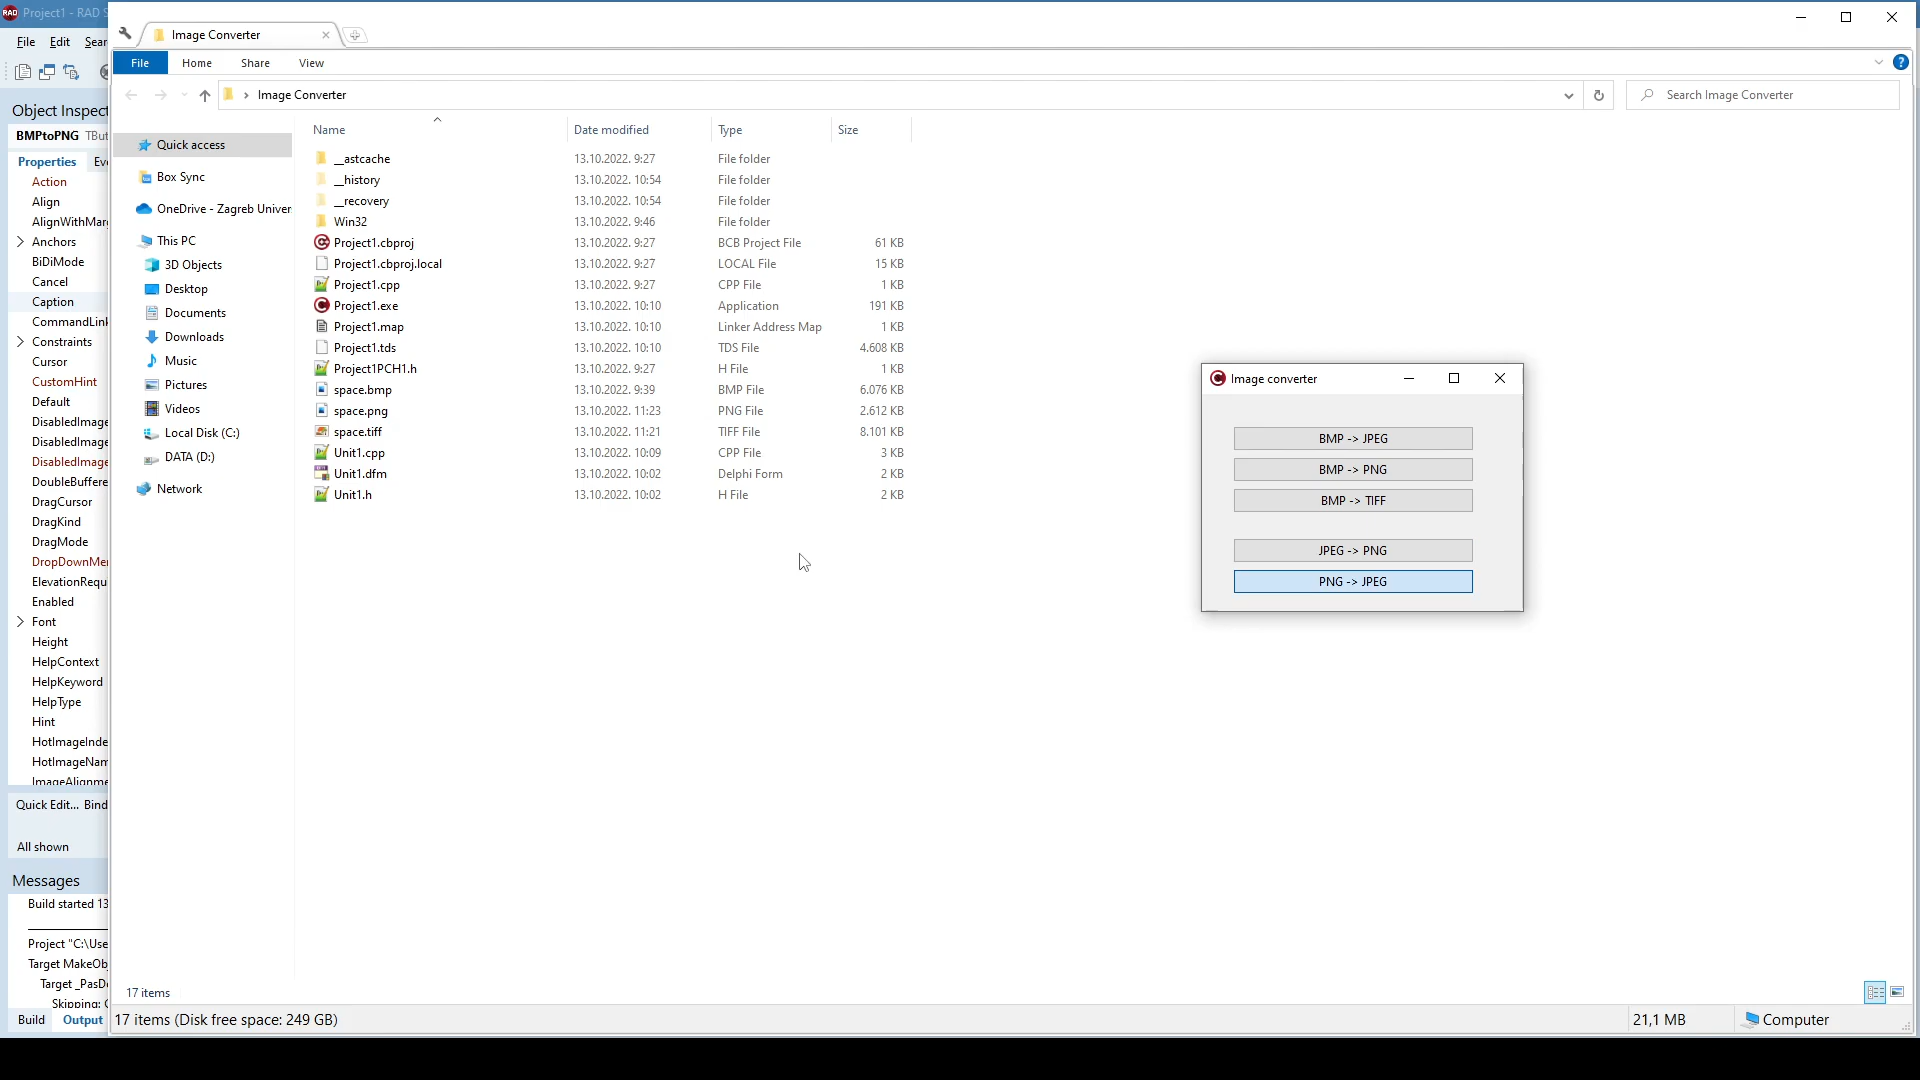 RAD Project1 - RAD S
File Edit Sear
Object Inspect
BMPtoPNG TBut
Properties Eve
Action
Align
AlignWithMarg
Anchors
BiDiMode
Cancel
Caption
CommandLink
Constraints
Cursor
CustomHint
Default
DisabledImage
DisabledImage
DisabledImage
DoubleBuffere
DragCursor
DragKind
DragMode
DropDownMen
ElevationRequ
Enabled
Font
Height
HelpContext
HelpKeyword
HelpType
Hint
HotImageInde
HotImageNam
ImageAlignme
Quick Edit... Bind
All shown
Messages
Build started 13
Project "C:\Use
Target MakeObj
Target _PasDe
Skipping: C
Build Output
Image Converter
File Home Share View
Image Converter
Search Image Converter
Quick access
Box Sync
OneDrive - Zagreb Univer
This PC
3D Objects
Desktop
Documents
Downloads
Music
Pictures
Videos
Local Disk (C:)
DATA (D:)
Network
Name Date modified Type Size
__astcache 13.10.2022. 9:27 File folder
__history 13.10.2022. 10:54 File folder
__recovery 13.10.2022. 10:54 File folder
Win32 13.10.2022. 9:46 File folder
Project1.cbproj 13.10.2022. 9:27 BCB Project File 61 KB
Project1.cbproj.local 13.10.2022. 9:27 LOCAL File 15 KB
Project1.cpp 13.10.2022. 9:27 CPP File 1 KB
Project1.exe 13.10.2022. 10:10 Application 191 KB
Project1.map 13.10.2022. 10:10 Linker Address Map 1 KB
Project1.tds 13.10.2022. 10:10 TDS File 4.608 KB
Project1PCH1.h 13.10.2022. 9:27 H File 1 KB
space.bmp 13.10.2022. 9:39 BMP File 6.076 KB
space.png 13.10.2022. 11:23 PNG File 2.612 KB
space.tiff 13.10.2022. 11:21 TIFF File 8.101 KB
Unit1.cpp 13.10.2022. 10:09 CPP File 3 KB
Unit1.dfm 13.10.2022. 10:02 Delphi Form 2 KB
Unit1.h 13.10.2022. 10:02 H File 2 KB
Image converter
BMP -> JPEG
BMP -> PNG
BMP -> TIFF
JPEG -> PNG
PNG -> JPEG
17 items
17 items (Disk free space: 249 GB) 21,1 MB Computer